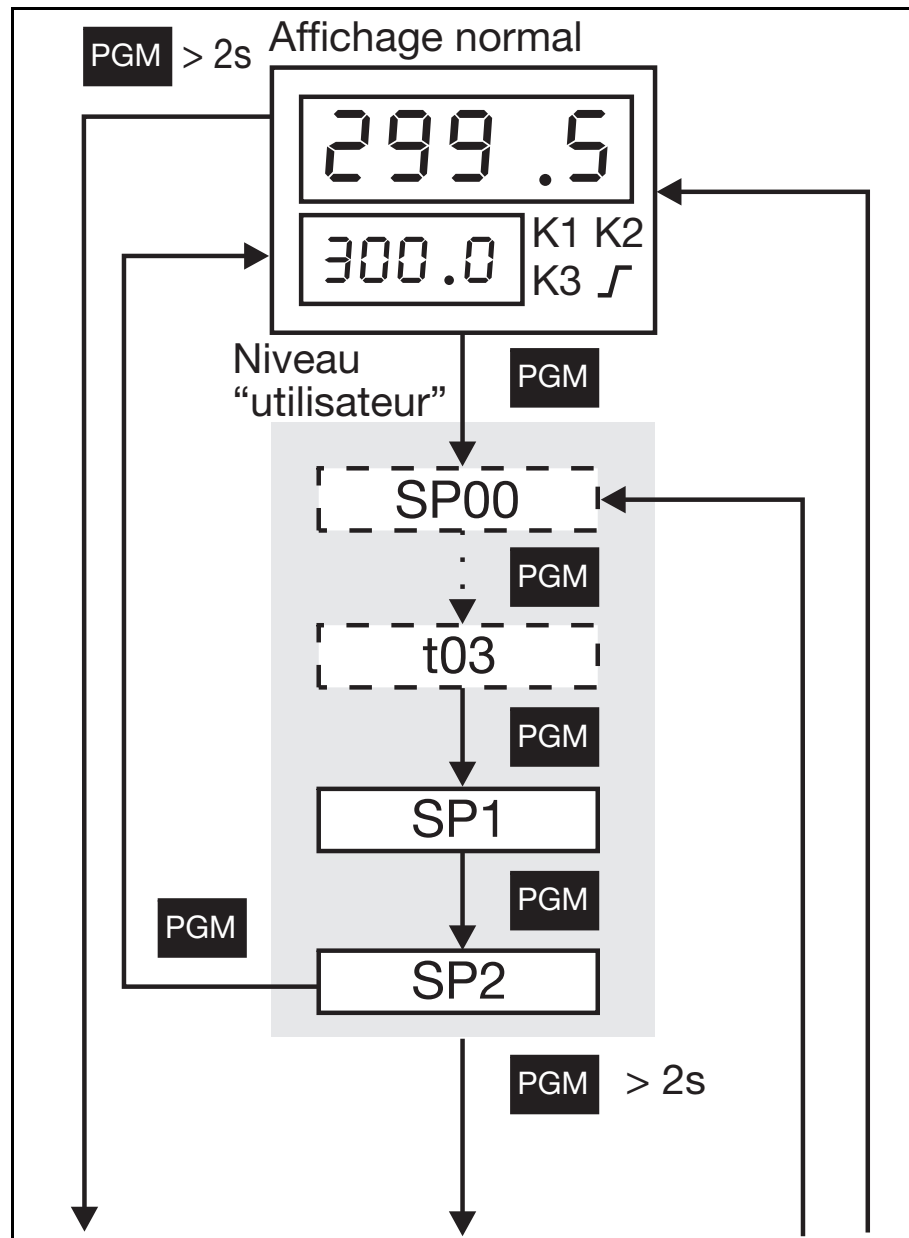 PGM > 2s
Affichage normal
299.5
300.0
K1 K2
K3
Niveau
“utilisateur”
PGM
SP00
PGM
t03
PGM
SP1
PGM
PGM
SP2
PGM > 2s